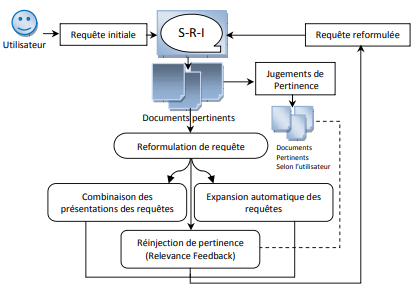 Utilisateur
Requête initiale
S-R-I
Requête reformulée
Jugements de
Pertinence
Documents pertinents
Documents
Pertinents
Selon l'utilisateur
Reformulation de requête
Combinaison des
présentations des requêtes
Expansion automatique des
requêtes
Réinjection de pertinence
(Relevance Feedback)